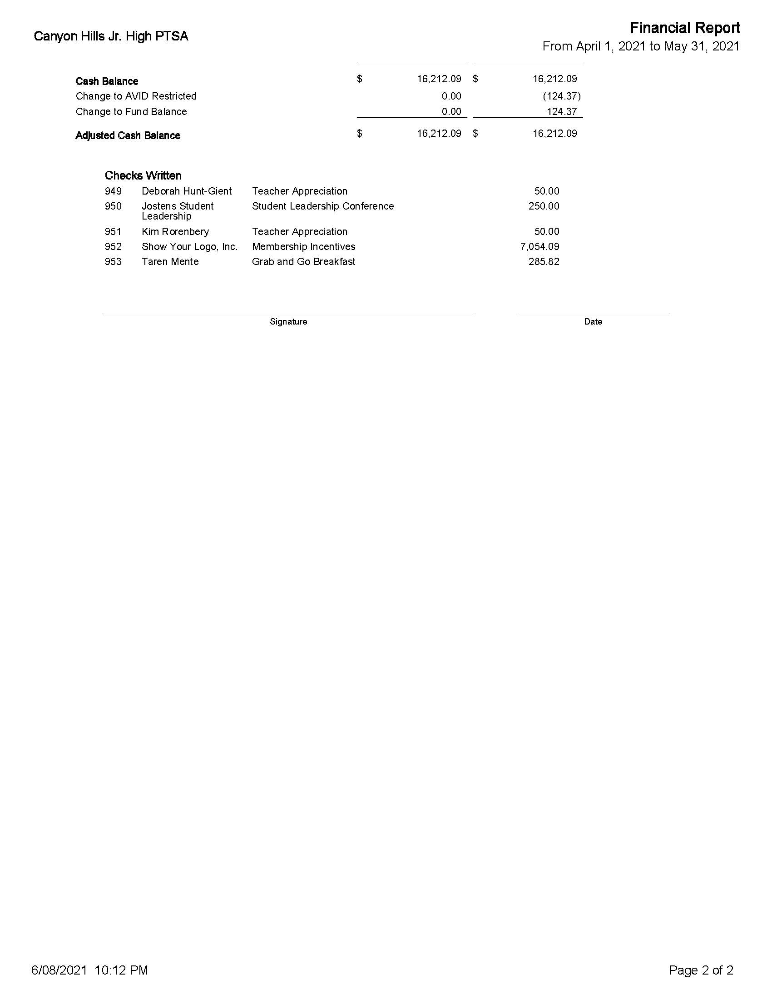 Canyon Hills Jr. High PTSA
Financial Report
From April 1, 2021 to May 31, 2021
Cash Balance $ 16,212.09 $ 16,212.09
Change to AVID Restricted 0.00 (124.37)
Change to Fund Balance 0.00 124.37
Adjusted Cash Balance $ 16,212.09 $ 16,212.09
Checks Written
949 Deborah Hunt-Gient Teacher Appreciation 50.00
950 Jostens Student Student Leadership Conference 250.00
Leadership
951 Kim Rorenbery Teacher Appreciation 50.00
952 Show Your Logo, Inc. Membership Incentives 7,054.09
953 Taren Mente Grab and Go Breakfast 285.82
Signature Date
6/08/2021 10:12 PM Page 2 of 2